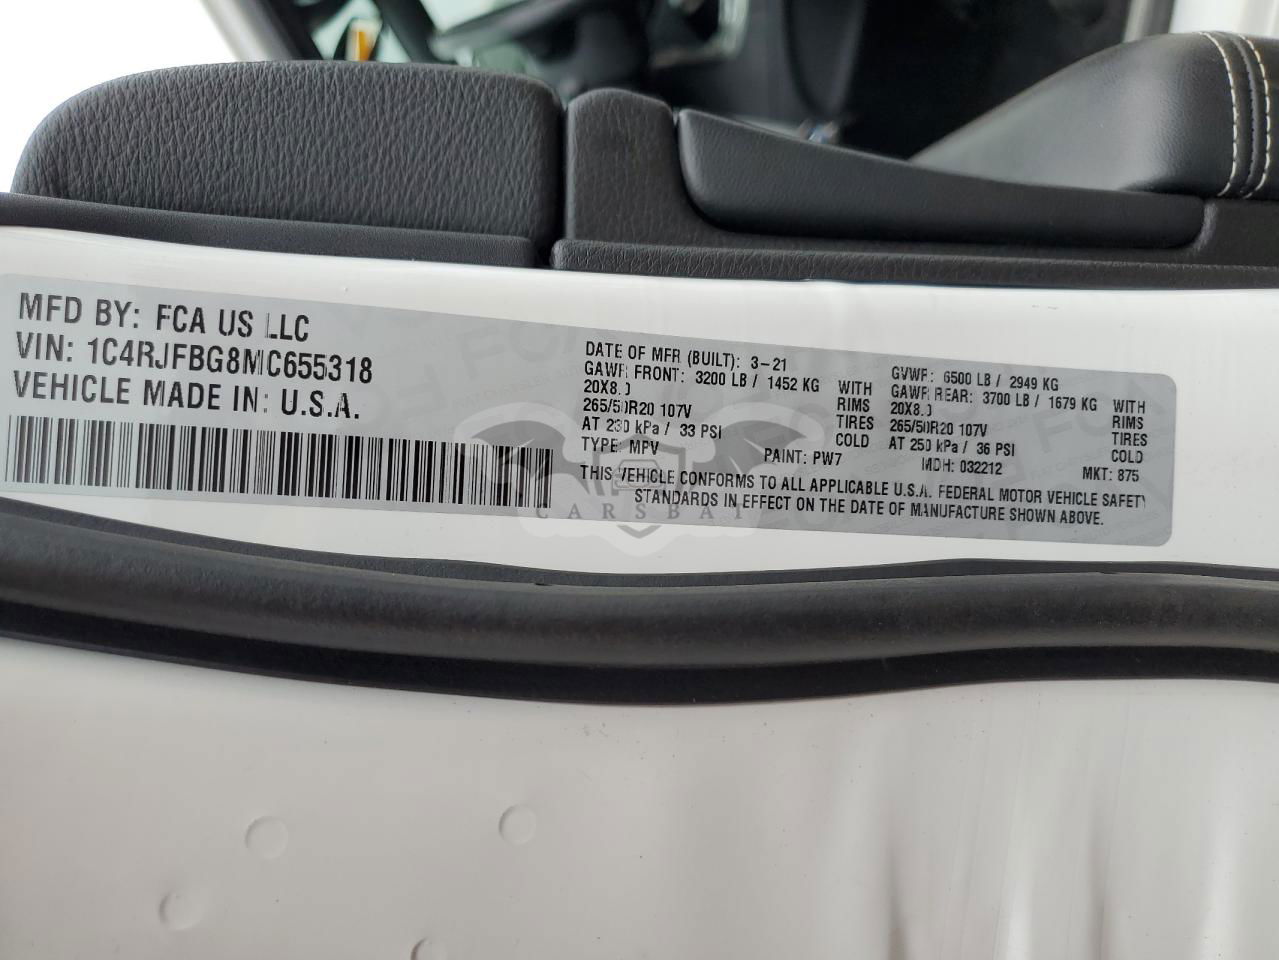 MFD BY: FCA US LLC
VIN: 1C4RJFBG8MC655318
VEHICLE MADE IN: U.S.A.
DATE OF MFR (BUILT): 3-21
GAWR FRONT: 3200 LB / 1452 KG WITH
20X8.0 RIMS
265/50R20 107V TIRES
AT 230 kPa / 33 PSI COLD
TYPE: MPV PAINT: PW7
GVWR: 6500 LB / 2949 KG
GAWR REAR: 3700 LB / 1679 KG WITH
20X8.0 RIMS
265/50R20 107V TIRES
AT 250 kPa / 36 PSI COLD
MDH: 032212 MKT: 875
THIS VEHICLE CONFORMS TO ALL APPLICABLE U.S.A. FEDERAL MOTOR VEHICLE SAFETY
STANDARDS IN EFFECT ON THE DATE OF MANUFACTURE SHOWN ABOVE.
CARSBAT